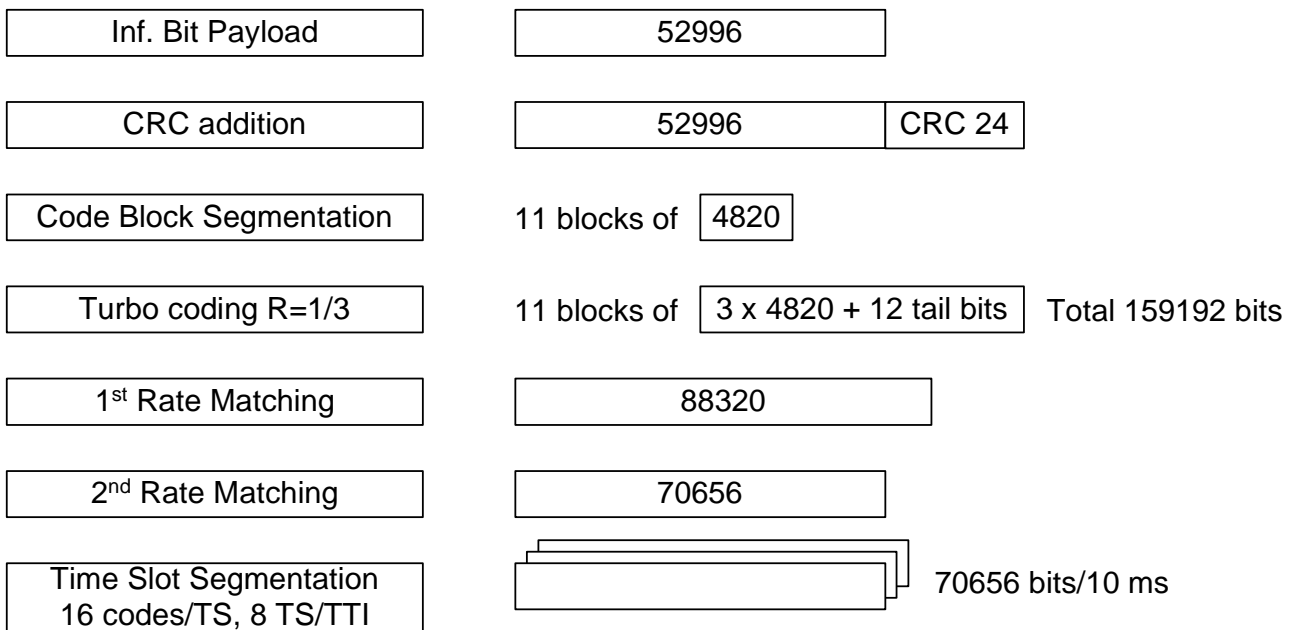 Inf. Bit Payload 52996
CRC addition 52996 CRC 24
Code Block Segmentation 11 blocks of 4820
Turbo coding R=1/3 11 blocks of 3 x 4820 + 12 tail bits Total 159192 bits
1st Rate Matching 88320
2nd Rate Matching 70656
Time Slot Segmentation
16 codes/TS, 8 TS/TTI
70656 bits/10 ms